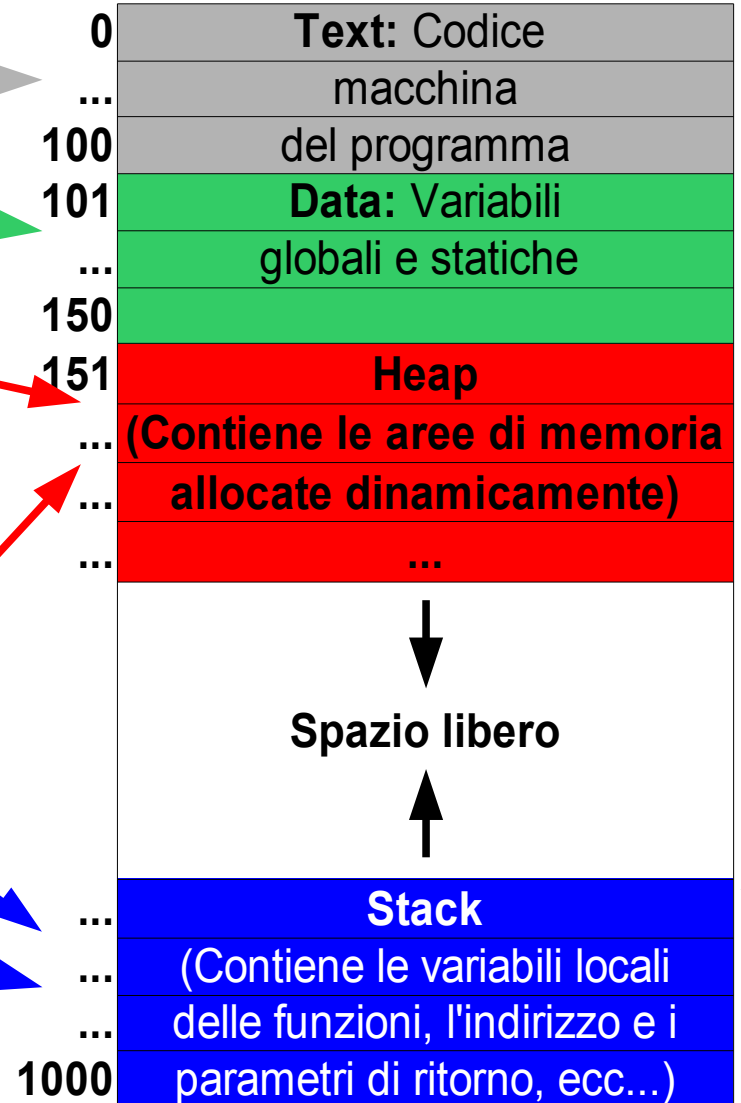 0 Text: Codice
... macchina
100 del programma
101 Data: Variabili
... globali e statiche
150
151 Heap
... (Contiene le aree di memoria
... allocate dinamicamente)
... ...
Spazio libero
... Stack
... (Contiene le variabili locali
... delle funzioni, l'indirizzo e i
1000 parametri di ritorno, ecc...)